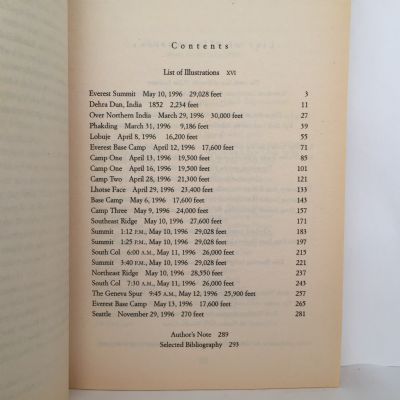 Contents
List of Illustrations XVI
Everest Summit May 10, 1996 29,028 feet 3
Dehra Dun, India 1852 2,234 feet 11
Over Northern India March 29, 1996 30,000 feet 27
Phakding March 31, 1996 9,186 feet 39
Lobuje April 8, 1996 16,200 feet 55
Everest Base Camp April 12, 1996 17,600 feet 71
Camp One April 13, 1996 19,500 feet 85
Camp One April 16, 1996 19,500 feet 101
Camp Two April 28, 1996 21,300 feet 121
Lhotse Face April 29, 1996 23,400 feet 133
Base Camp May 6, 1996 17,600 feet 143
Camp Three May 9, 1996 24,000 feet 157
Southeast Ridge May 10, 1996 27,600 feet 171
Summit 1:12 P.M., May 10, 1996 29,028 feet 183
Summit 1:25 P.M., May 10, 1996 29,028 feet 197
South Col May 11, 1996 26,000 feet 215
Summit 3:40 P.M., May 10, 1996 29,028 feet 221
Northeast Ridge May 10, 1996 28,550 feet 237
South Col 7:30 A.M., May 11, 1996 26,000 feet 243
The Geneva Spur 9:45 A.M., May 12, 1996 25,900 feet 257
Everest Base Camp May 13, 1996 17,600 feet 265
Seattle November 29, 1996 270 feet 281
Author's Note 289
Selected Bibliography 293